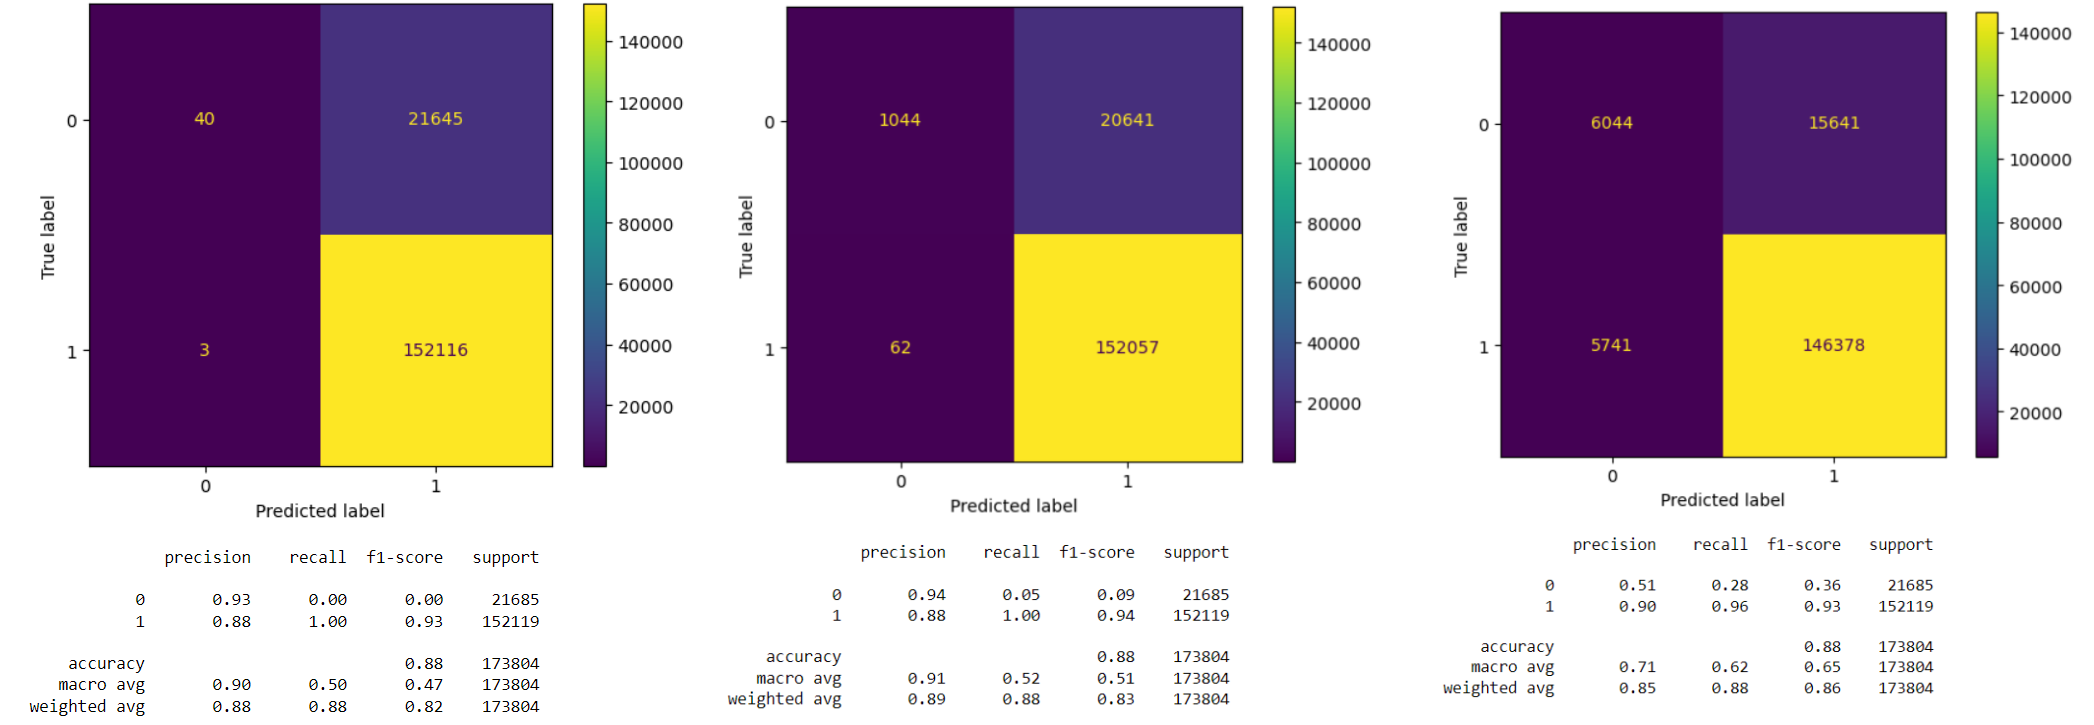 140000
120000
100000
80000
60000
40000
20000
0
1
40
21645
3
152116
True label
0
1
Predicted label
precision recall f1-score support
0 0.93 0.00 0.00 21685
1 0.88 1.00 0.93 152119
accuracy 0.88 173804
macro avg 0.90 0.50 0.47 173804
weighted avg 0.88 0.88 0.82 173804
140000
120000
100000
80000
60000
40000
20000
0
1
1044
20641
62
152057
True label
0
1
Predicted label
precision recall f1-score support
0 0.94 0.05 0.09 21685
1 0.88 1.00 0.94 152119
accuracy 0.88 173804
macro avg 0.91 0.52 0.51 173804
weighted avg 0.89 0.88 0.83 173804
140000
120000
100000
80000
60000
40000
20000
0
1
6044
15641
5741
146378
True label
0
1
Predicted label
precision recall f1-score support
0 0.51 0.28 0.36 21685
1 0.90 0.96 0.93 152119
accuracy 0.88 173804
macro avg 0.71 0.62 0.65 173804
weighted avg 0.85 0.88 0.86 173804